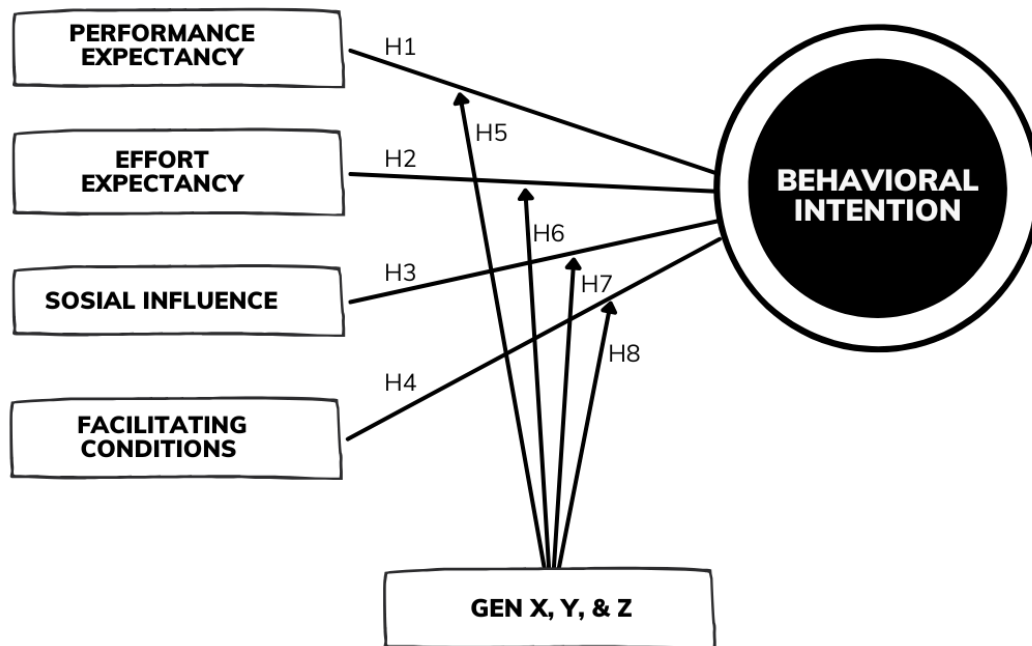 PERFORMANCE
EXPECTANCY
H1
H5
EFFORT
EXPECTANCY
H2
BEHAVIORAL
INTENTION
H6
SOSIAL INFLUENCE
H3
H7
H8
FACILITATING
CONDITIONS
H4
GEN X, Y, & Z